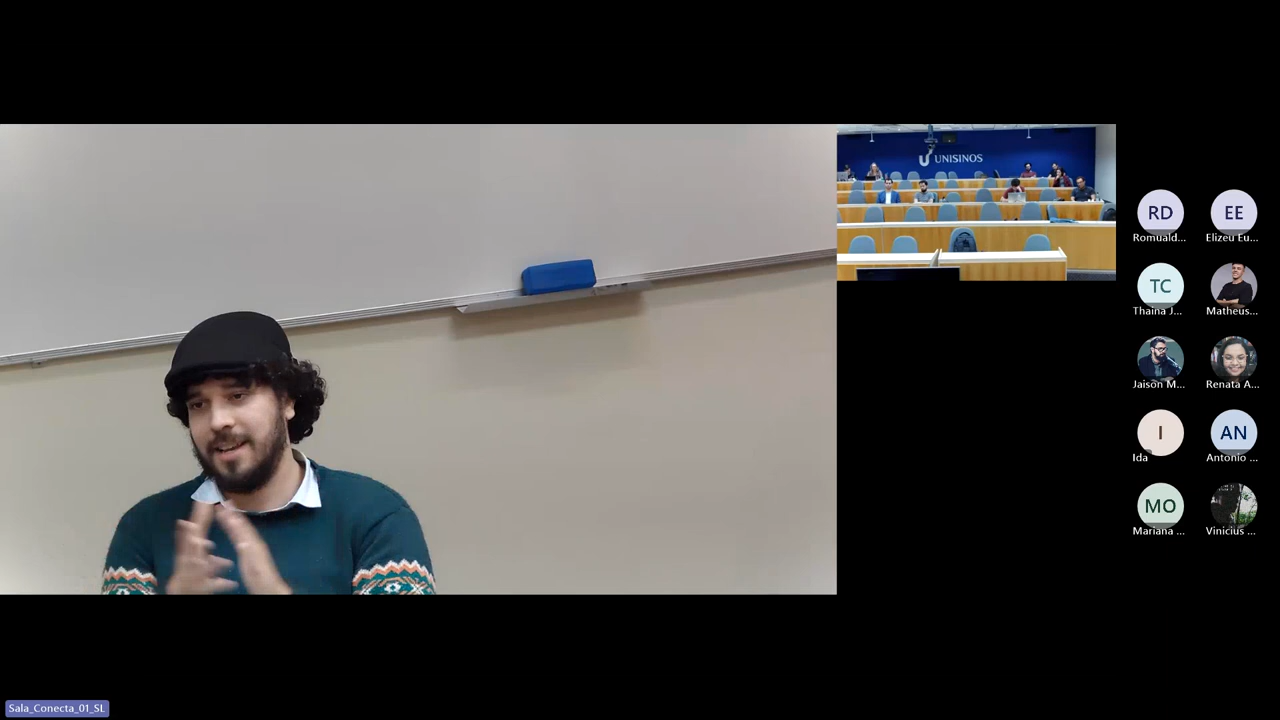 UNISINOS
RD
Romuald...
EE
Elizeu Eu...
TC
Thaina J...
Matheus...
Jaison M...
Renata A...
I
Ida
AN
Antonio ...
MO
Mariana ...
Vinicius ...
Sala_Conecta_01_SL